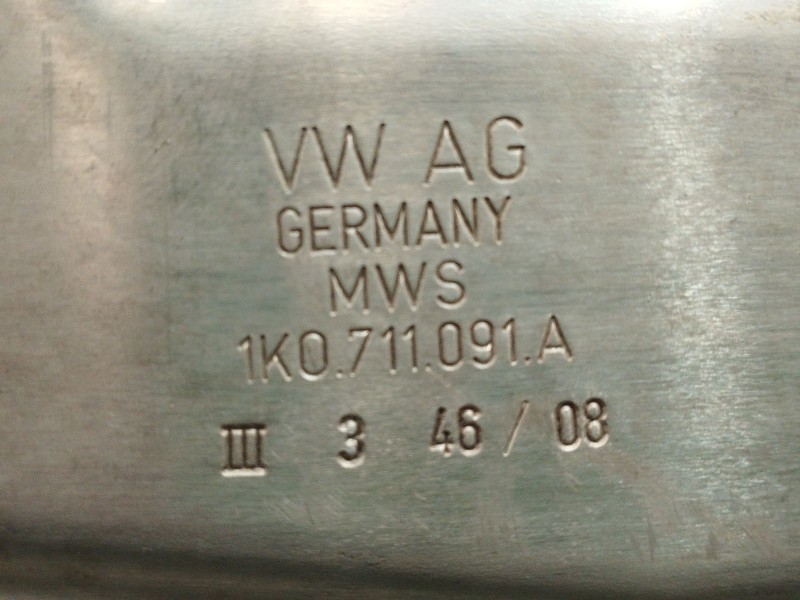 VW AG
GERMANY
MWS
1K0.711.091.A
III 3 46 / 08